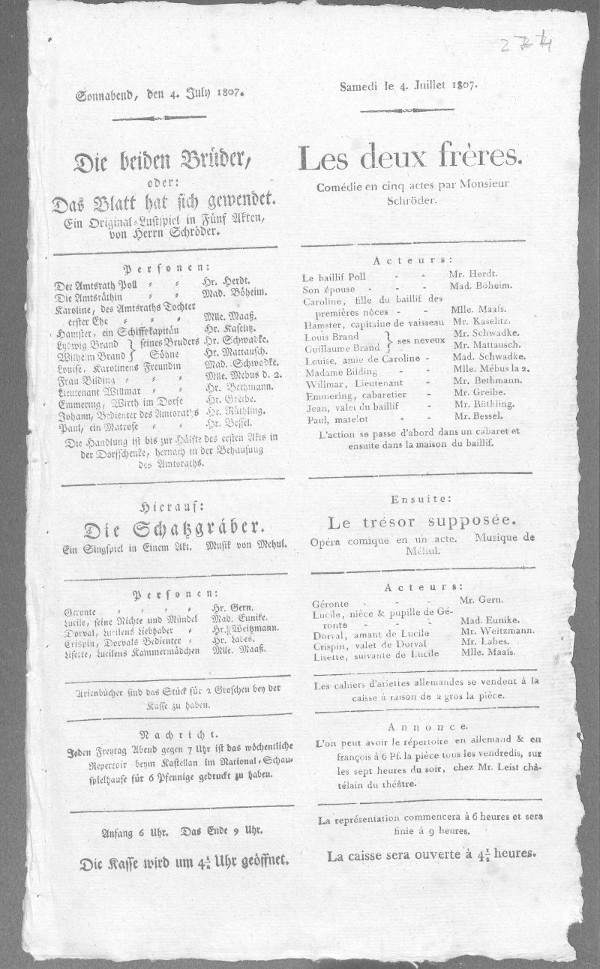 Sonnabend, den 4. July 1807.
Die beiden Brüder,
oder:
Das Blatt hat sich gewendet.
Ein Original-Lustspiel in Fünf Akten,
von Herrn Schröder.
Personen:
Der Amtsrath Poll - - Hr. Herdt.
Die Amtsräthin - - Mad. Böheim.
Karoline, des Amtsraths Tochter
erster Ehe - - Mlle. Maaß.
Hamster, ein Schiffskapitän Hr. Kaselitz.
Ludwig Brand } seines Bruders Hr. Schwadke.
Wilhelm Brand } Söhne Hr. Mattausch.
Louise, Karolinens Freundin Mad. Schwadke.
Frau Bilding - - Mlle. Mebus d. 2.
Lieutenant Willmar - - Hr. Bethmann.
Emmering, Wirth im Dorfe Hr. Greibe.
Johann, Bedienter des Amtsraths Hr. Rüthling.
Paul, ein Matrose - - Hr. Bessel.
Die Handlung ist bis zur Hälfte des ersten Akts in
der Dorfschenke, hernach in der Behausung
des Amtsraths.
Hierauf:
Die Schatzgräber.
Ein Singspiel in Einem Akt. Musik von Mehul.
Personen:
Geronte - - - - Hr. Gern.
Lucile, seine Nichte und Mündel Mad. Eunike.
Dorval, Lucilens Liebhaber - Hr. Weitzmann.
Crispin, Dorvals Bedienter - Hr. Labes.
Lisette, Lucilens Kammermädchen Mlle. Maaß.
Arienbücher sind das Stück für 2 Groschen bey der
Kasse zu haben.
Nachricht.
Jeden Freytag Abend gegen 7 Uhr ist das wöchentliche
Repertoir beym Kastellan im National-Schau-
spielhause für 6 Pfennige gedruckt zu haben.
Anfang 6 Uhr. Das Ende 9 Uhr.
Die Kasse wird um 4½ Uhr geöffnet.
Samedi le 4. Juillet 1807.
Les deux frères.
Comédie en cinq actes par Monsieur
Schröder.
Acteurs:
Le baillif Poll - - Mr. Herdt.
Son épouse - - Mad. Böheim.
Caroline, fille du baillif des
premières nôces - - Mlle. Maaſs.
Hamster, capitaine de vaisseau Mr. Kaselitz.
Louis Brand } ses neveux Mr. Schwadke.
Guillaume Brand } Mr. Mattausch.
Louise, amie de Caroline - Mad. Schwadke.
Madame Bilding - - Mlle. Mébus la 2.
Willmar, Lieutenant - Mr. Bethmann.
Emmering, cabaretier - Mr. Greibe.
Jean, valet du baillif - Mr. Rüthling.
Paul, matelot - - Mr. Bessel.
L'action se passe d'abord dans un cabaret et
ensuite dans la maison du baillif.
Ensuite:
Le trésor supposée.
Opéra comique en un acte. Musique de
Méhul.
Acteurs:
Géronte - - - Mr. Gern.
Lucile, niéce & pupille de Gé-
ronte - - - Mad. Eunike.
Dorval, amant de Lucile Mr. Weitzmann.
Crispin, valet de Dorval Mr. Labes.
Lisette, suivante de Lucile Mlle. Maaſs.
Les cahiers d'ariettes allemandes se vendent à la
caisse à raison de 2 gros la piéce.
Annonce.
L'on peut avoir le répertoire en allemand & en
français à 6 Pf. la piéce tous les vendredis, sur
les sept heures du soir, chez Mr. Leist châ-
télain du théatre.
La représentation commencera à 6 heures et sera
finie à 9 heures.
La caisse sera ouverte à 4½ heures.